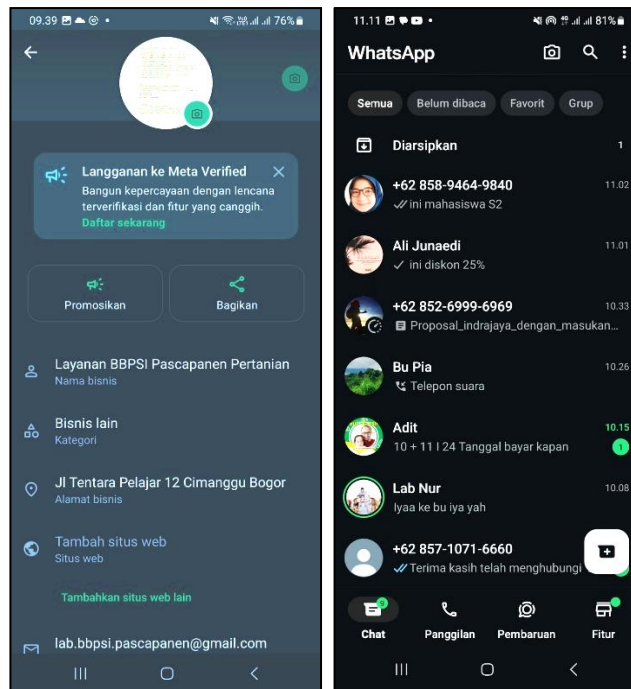 09.39
76%
Langganan ke Meta Verified
Bangun kepercayaan dengan lencana
terverifikasi dan fitur yang canggih.
Daftar sekarang
Promosikan
Bagikan
Layanan BBPSI Pascapanen Pertanian
Nama bisnis
Bisnis lain
Kategori
Jl Tentara Pelajar 12 Cimanggu Bogor
Alamat bisnis
Tambah situs web
Situs web
Tambahkan situs web lain
lab.bbpsi.pascapanen@gmail.com
11.11
81%
WhatsApp
Semua
Belum dibaca
Favorit
Grup
Diarsipkan
1
+62 858-9464-9840
11.02
ini mahasiswa S2
Ali Junaedi
11.01
ini diskon 25%
+62 852-6999-6969
10.33
Proposal_indrajaya_dengan_masukan...
Bu Pia
10.26
Telepon suara
Adit
10.15
10 + 11 I 24 Tanggal bayar kapan
1
Lab Nur
10.08
Iyaa ke bu iya yah
+62 857-1071-6660
Terima kasih telah menghubungi
9
Chat
Panggilan
Pembaruan
Fitur